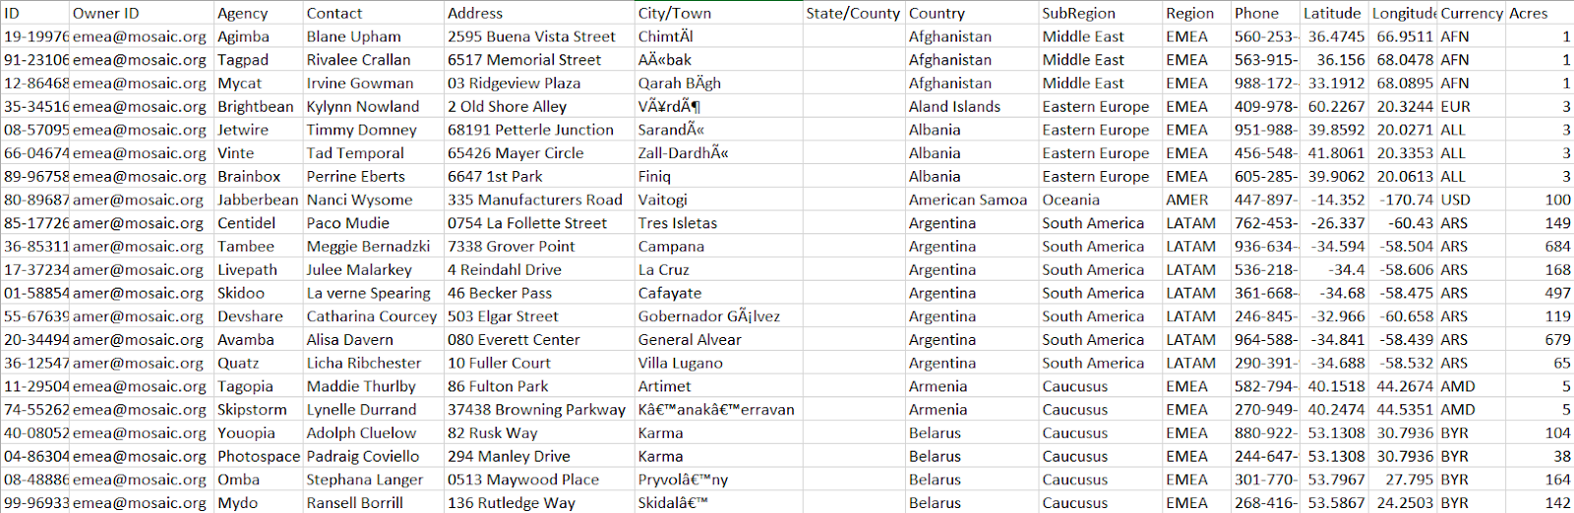 ID Owner ID Agency Contact Address City/Town State/County Country SubRegion Region Phone Latitude Longitude Currency Acres
19-19976 emea@mosaic.org Agimba Blane Upham 2595 Buena Vista Street ChimtÄl Afghanistan Middle East EMEA 560-253- 36.4745 66.9511 AFN 1
91-23106 emea@mosaic.org Tagpad Rivalee Crallan 6517 Memorial Street AÄ«bak Afghanistan Middle East EMEA 563-915- 36.156 68.0478 AFN 1
12-86468 emea@mosaic.org Mycat Irvine Gowman 03 Ridgeview Plaza Qarah BÄgh Afghanistan Middle East EMEA 988-172- 33.1912 68.0895 AFN 1
35-34516 emea@mosaic.org Brightbean Kylynn Nowland 2 Old Shore Alley VÃ¥rdÃ¶ Aland Islands Eastern Europe EMEA 409-978- 60.2267 20.3244 EUR 3
08-57095 emea@mosaic.org Jetwire Timmy Domney 68191 Petterle Junction SarandÃ« Albania Eastern Europe EMEA 951-988- 39.8592 20.0271 ALL 3
66-04674 emea@mosaic.org Vinte Tad Temporal 65426 Mayer Circle Zall-DardhÃ« Albania Eastern Europe EMEA 456-548- 41.8061 20.3353 ALL 3
89-96758 emea@mosaic.org Brainbox Perrine Eberts 6647 1st Park Finiq Albania Eastern Europe EMEA 605-285- 39.9062 20.0613 ALL 3
80-89687 amer@mosaic.org Jabberbean Nanci Wysome 335 Manufacturers Road Vaitogi American Samoa Oceania AMER 447-897- -14.352 -170.74 USD 100
85-17726 amer@mosaic.org Centidel Paco Mudie 0754 La Follette Street Tres Isletas Argentina South America LATAM 762-453- -26.337 -60.43 ARS 149
36-85311 amer@mosaic.org Tambee Meggie Bernadzki 7338 Grover Point Campana Argentina South America LATAM 936-634- -34.594 -58.504 ARS 684
17-37234 amer@mosaic.org Livepath Julee Malarkey 4 Reindahl Drive La Cruz Argentina South America LATAM 536-218- -34.4 -58.606 ARS 168
01-58854 amer@mosaic.org Skidoo La verne Spearing 46 Becker Pass Cafayate Argentina South America LATAM 361-668- -34.68 -58.475 ARS 497
55-67639 amer@mosaic.org Devshare Catharina Courcey 503 Elgar Street Gobernador GÃ¡lvez Argentina South America LATAM 246-845- -32.966 -60.658 ARS 119
20-34494 amer@mosaic.org Avamba Alisa Davern 080 Everett Center General Alvear Argentina South America LATAM 964-588- -34.841 -58.439 ARS 679
36-12547 amer@mosaic.org Quatz Licha Ribchester 10 Fuller Court Villa Lugano Argentina South America LATAM 290-391- -34.688 -58.532 ARS 65
11-29504 emea@mosaic.org Tagopia Maddie Thurlby 86 Fulton Park Artimet Armenia Caucusus EMEA 582-794- 40.1518 44.2674 AMD 5
74-55262 emea@mosaic.org Skipstorm Lynelle Durrand 37438 Browning Parkway Kâ€™anakâ€™erravan Armenia Caucusus EMEA 270-949- 40.2474 44.5351 AMD 5
40-08052 emea@mosaic.org Youopia Adolph Cluelow 82 Rusk Way Karma Belarus Caucusus EMEA 880-922- 53.1308 30.7936 BYR 104
04-86304 emea@mosaic.org Photospace Padraig Coviello 294 Manley Drive Karma Belarus Caucusus EMEA 244-647- 53.1308 30.7936 BYR 38
08-48886 emea@mosaic.org Omba Stephana Langer 0513 Maywood Place Pryvolâ€™ny Belarus Caucusus EMEA 301-770- 53.7967 27.795 BYR 164
99-96933 emea@mosaic.org Mydo Ransell Borrill 136 Rutledge Way Skidalâ€™ Belarus Caucusus EMEA 268-416- 53.5867 24.2503 BYR 142